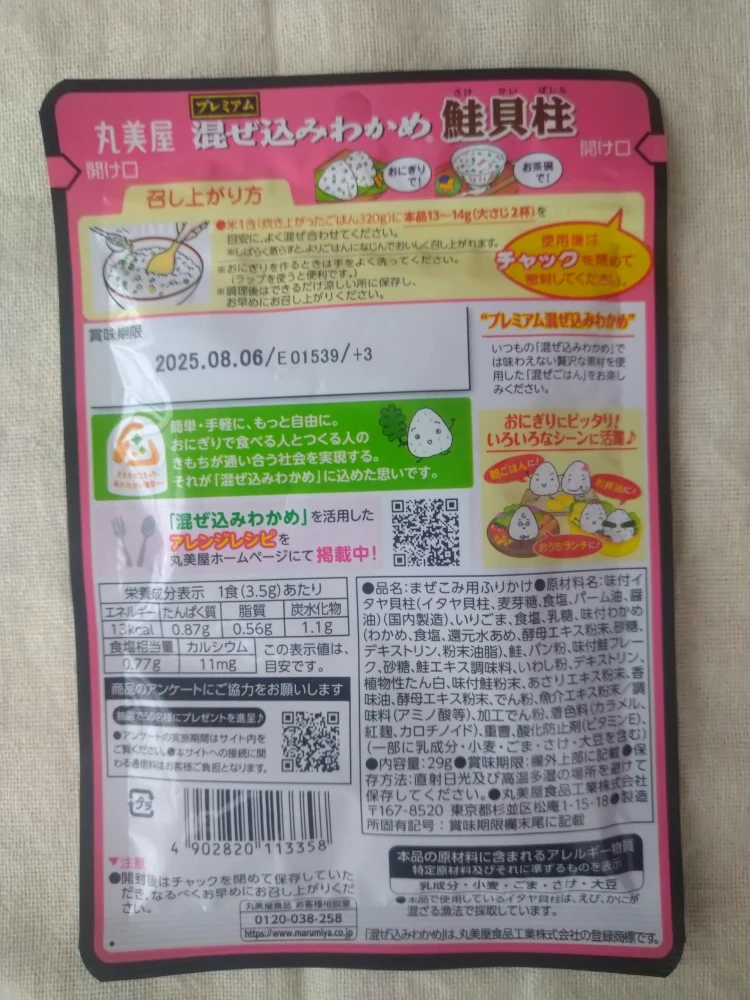 プレミアム
さけ かい ばしら
丸美屋 混ぜ込みわかめ 鮭貝柱
開け口
開け口
おにぎりで!
お茶碗で!
召し上がり方
●米1合(炊き上がったごはん320g)に本品13〜14g(大さじ2杯)を
目安に、よく混ぜ合わせてください。
※しばらく蒸らすと、よりごはんになじんでおいしく召し上がれます。
※おにぎりを作るときは手をよく洗ってください。
(ラップを使うと便利です。)
※調理後はできるだけ涼しい所に保存し、
お早めにお召し上がりください。
使用後は
チャックを閉めて
密封してください。
賞味期限
2025.08.06/E01539/+3
"プレミアム混ぜ込みわかめ"
いつもの「混ぜ込みわかめ」で
は味わえない贅沢な素材を使
用した「混ぜごはん」をお楽し
みください。
簡単・手軽に、もっと自由に。
おにぎりで食べる人とつくる人の
きもちが通い合う社会を実現する。
それが「混ぜ込みわかめ」に込めた思いです。
おにぎりにピッタリ!
いろいろなシーンに活躍♪
朝ごはんに!
お弁当に!
おうちランチに!
「混ぜ込みわかめ」を活用した
アレンジレシピを
丸美屋ホームページにて掲載中!
栄養成分表示 1食(3.5g)あたり
エネルギー たんぱく質 脂質 炭水化物
13kcal 0.87g 0.56g 1.1g
食塩相当量 カルシウム
0.77g 11mg
この表示値は、
目安です。
商品のアンケートにご協力をお願いします
抽選で50名様にプレゼントを進呈♪
●アンケートの実施期間はサイト内を
ご覧ください。●本サイトへの接続に関
わる通信料はお客様ご負担となります。
●品名:まぜこみ用ふりかけ●原材料名:味付イ
タヤ貝柱(イタヤ貝柱、麦芽糖、食塩、パーム油、醤
油)(国内製造)、いりごま、食塩、乳糖、味付わかめ
(わかめ、食塩、還元水あめ、酵母エキス粉末、砂糖、
デキストリン、粉末油脂)、鮭、パン粉、味付鮭フレー
ク、砂糖、鮭エキス調味料、いわし粉、デキストリン、
植物性たん白、味付鮭粉末、あさりエキス粉末、香
味油、酵母エキス粉末、でん粉、魚介エキス粉末/調
味料(アミノ酸等)、加工でん粉、着色料(カラメル、
紅麹、カロチノイド)、重曹、酸化防止剤(ビタミンE)、
(一部に乳成分・小麦・ごま・さけ・大豆を含む)
●内容量:29g●賞味期限:欄外上部に記載●保
存方法:直射日光及び高温多湿の場所を避けて
保存してください。●丸美屋食品工業株式会社
〒167-8520 東京都杉並区松庵1-15-18●製造
所固有記号:賞味期限欄末尾に記載
プラ
4 902820 113358
▼注意
●開封後はチャックを閉めて保存していた
だき、なるべくお早めにお召し上がりくだ
さい。
丸美屋食品 お客様相談室
0120-038-258
https://www.marumiya.co.jp
本品の原材料に含まれるアレルギー物質
特定原材料及びそれに準ずるものを表示
乳成分・小麦・ごま・さけ・大豆
●本品で使用しているイタヤ貝柱は、えび、かにが
混ざる漁法で採取しています。
「混ぜ込みわかめ」は、丸美屋食品工業株式会社の登録商標です。